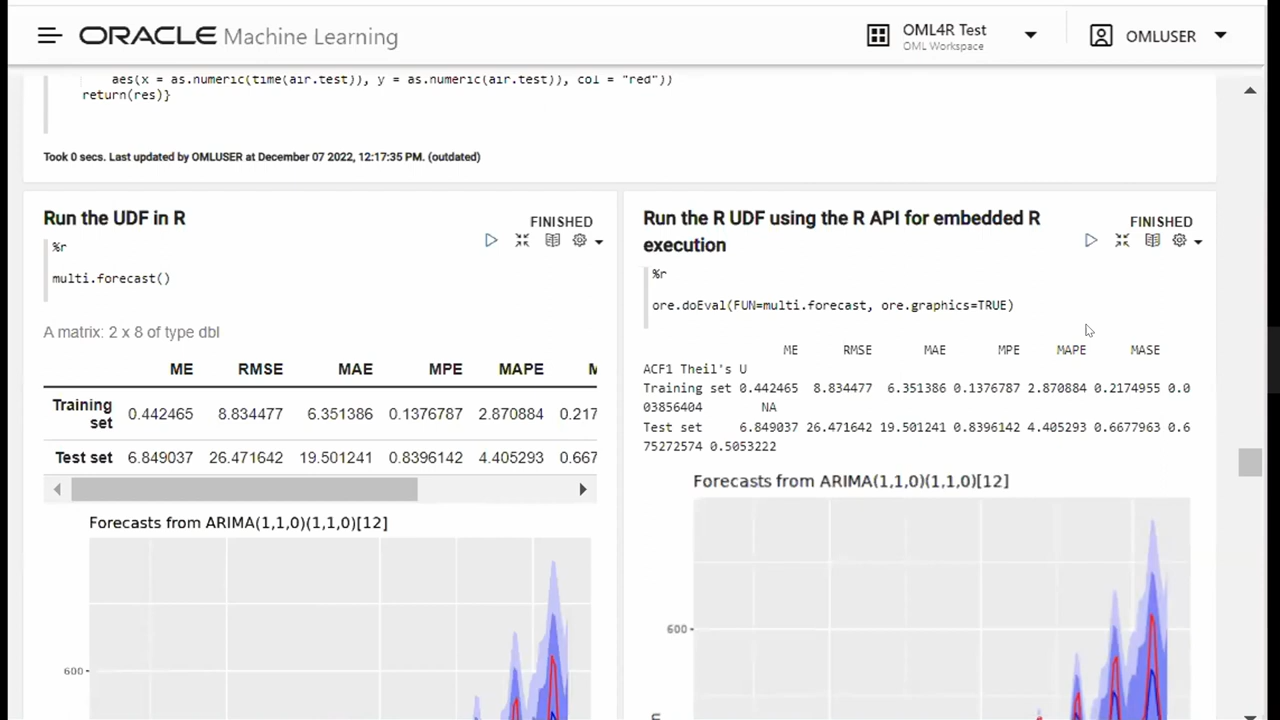 ORACLE Machine Learning
OML4R Test
OML Workspace
OMLUSER
aes(x = as.numeric(time(air.test)), y = as.numeric(air.test)), col = "red"))
return(res)}
Took 0 secs. Last updated by OMLUSER at December 07 2022, 12:17:35 PM. (outdated)
Run the UDF in R
FINISHED
%r
multi.forecast()
A matrix: 2 x 8 of type dbl
ME RMSE MAE MPE MAPE M
Training set 0.442465 8.834477 6.351386 0.1376787 2.870884 0.217
Test set 6.849037 26.471642 19.501241 0.8396142 4.405293 0.667
Forecasts from ARIMA(1,1,0)(1,1,0)[12]
600
Run the R UDF using the R API for embedded R
execution
FINISHED
%r
ore.doEval(FUN=multi.forecast, ore.graphics=TRUE)
ME RMSE MAE MPE MAPE MASE
ACF1 Theil's U
Training set 0.442465 8.834477 6.351386 0.1376787 2.870884 0.2174955 0.0
03856404 NA
Test set 6.849037 26.471642 19.501241 0.8396142 4.405293 0.6677963 0.6
75272574 0.5053222
Forecasts from ARIMA(1,1,0)(1,1,0)[12]
600